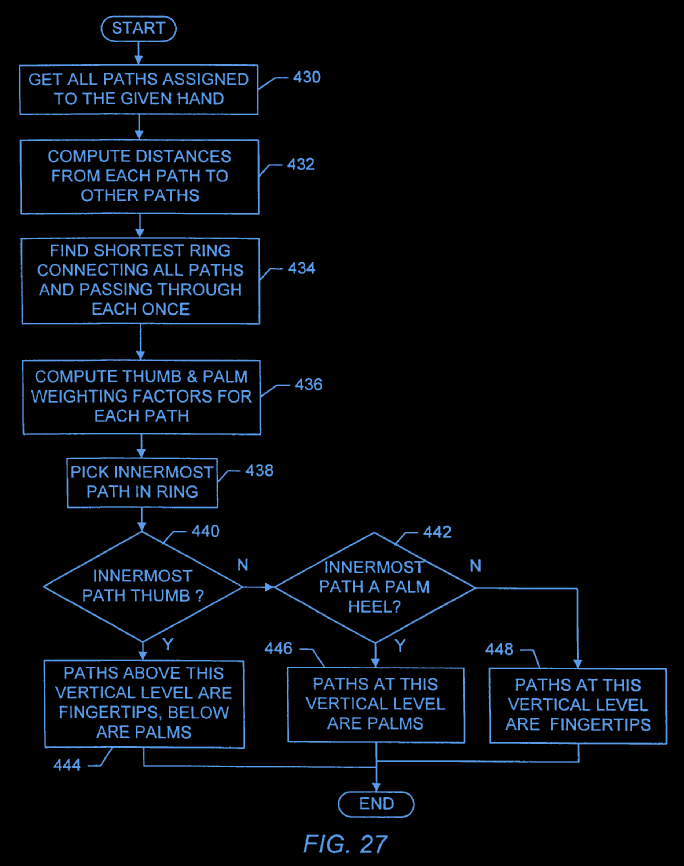 START
GET ALL PATHS ASSIGNED
TO THE GIVEN HAND
430
COMPUTE DISTANCES
FROM EACH PATH TO
OTHER PATHS
432
FIND SHORTEST RING
CONNECTING ALL PATHS
AND PASSING THROUGH
EACH ONCE
434
COMPUTE THUMB & PALM
WEIGHTING FACTORS FOR
EACH PATH
436
PICK INNERMOST
PATH IN RING
438
440
INNERMOST
PATH THUMB ?
N
Y
442
INNERMOST
PATH A PALM
HEEL?
N
Y
PATHS ABOVE THIS
VERTICAL LEVEL ARE
FINGERTIPS, BELOW
ARE PALMS
444
446
PATHS AT THIS
VERTICAL LEVEL
ARE PALMS
448
PATHS AT THIS
VERTICAL LEVEL
ARE FINGERTIPS
END
FIG. 27